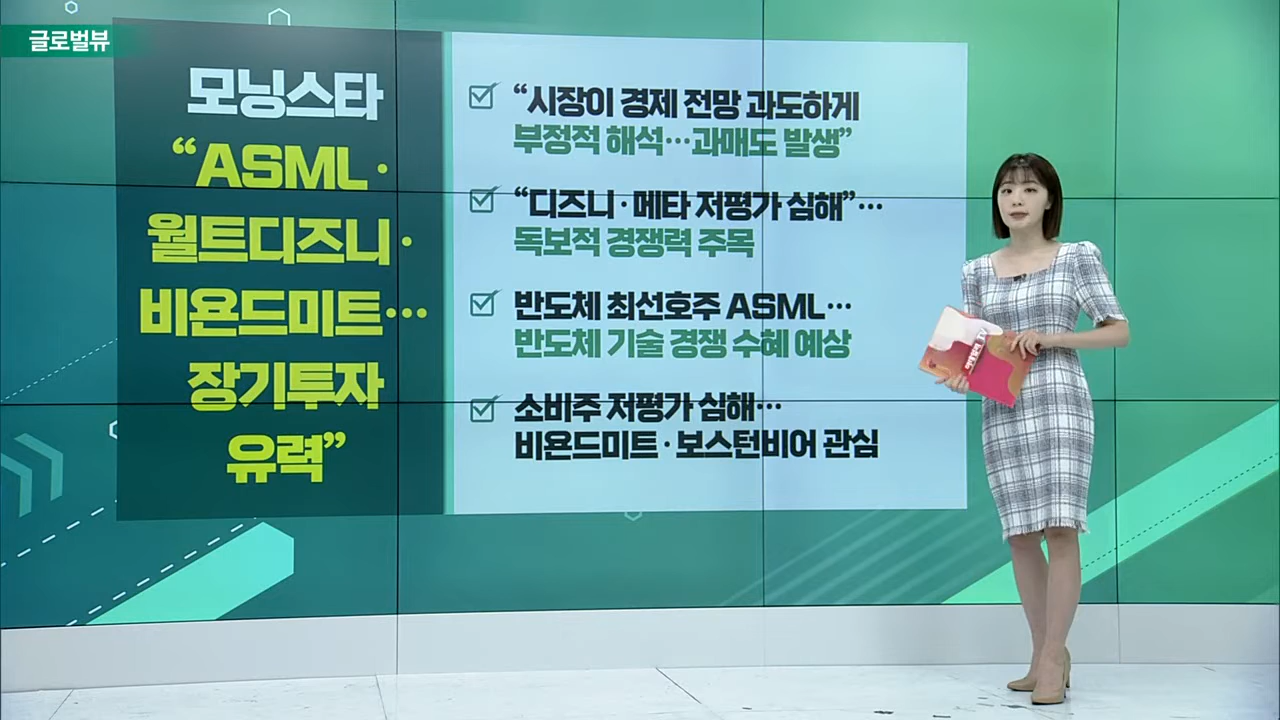 글로벌뷰
모닝스타
“ASML·
월트디즈니·
비욘드미트…
장기투자
유력”
“시장이 경제 전망 과도하게
부정적 해석…과매도 발생”
“디즈니·메타 저평가 심해”…
독보적 경쟁력 주목
반도체 최선호주 ASML…
반도체 기술 경쟁 수혜 예상
소비주 저평가 심해…
비욘드미트·보스턴비어 관심